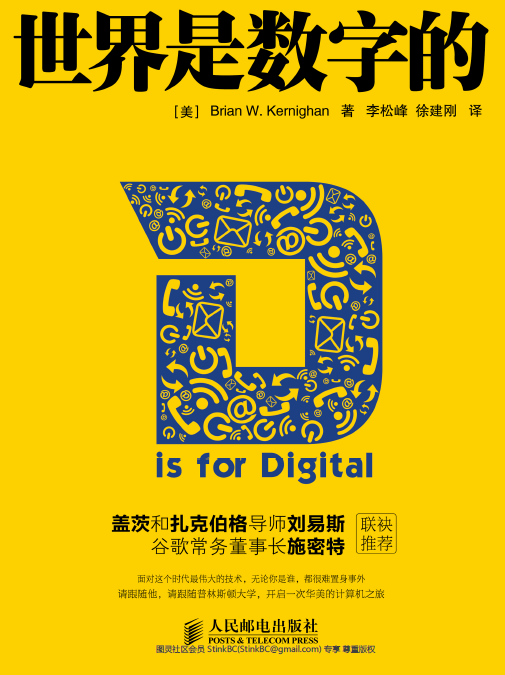 世界是数字的
［美］ Brian W. Kernighan 著 李松峰 徐建刚 译
D
is for Digital
盖茨和扎克伯格导师刘易斯
谷歌常务董事长施密特
联袂
推荐
面对这个时代最伟大的技术，无论你是谁，都很难置身事外
请跟随他，请跟随普林斯顿大学，开启一次华美的计算机之旅
人民邮电出版社
POSTS & TELECOM PRESS
图灵社区会员 StinkBC(StinkBC@gmail.com) 专享 尊重版权